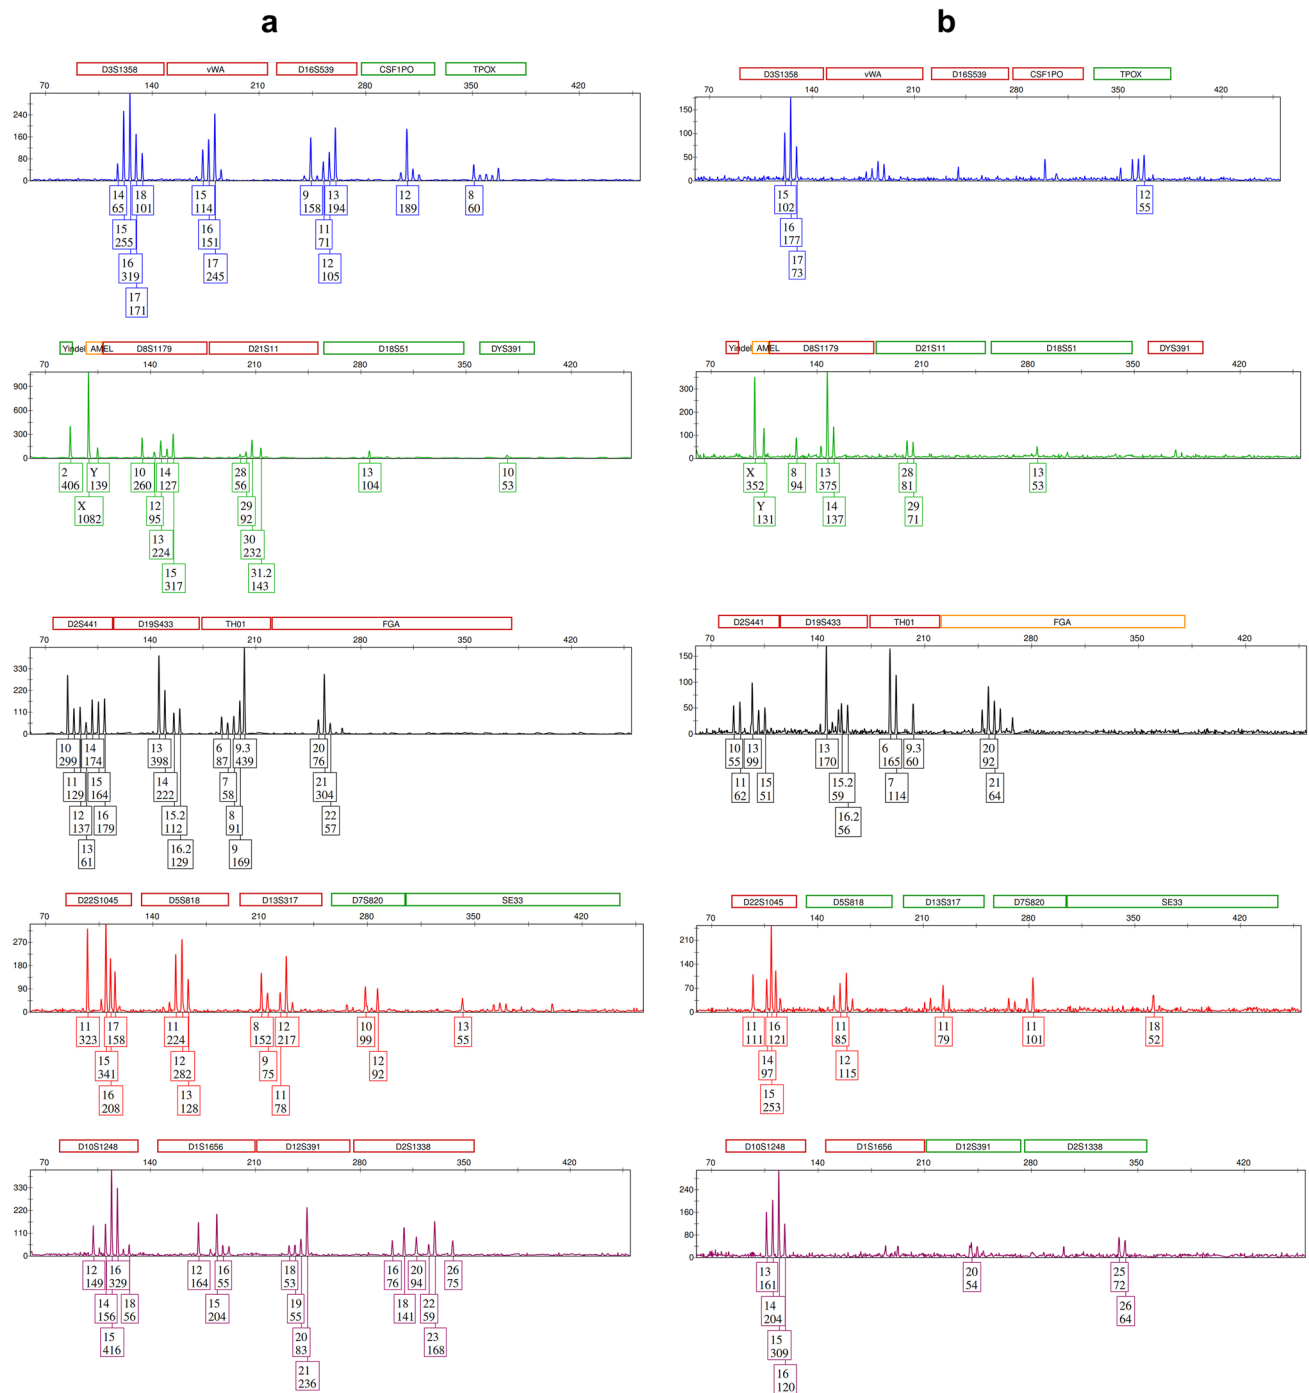 a
D3S1358 vWA D16S539 CSF1PO TPOX
70 140 210 280 350 420
240
160
80
0
14 18 15 9 13 12 8
65 101 114 158 194 189 60
15 16 11
255 151 71
16 17 12
319 245 105
17
171
Yindel AMEL D8S1179 D21S11 D18S51 DYS391
70 140 210 280 350 420
900
600
300
0
2 Y 10 14 28 13 10
406 139 260 127 56 104 53
X 12 29
1082 95 92
13 30
224 232
15 31.2
317 143
D2S441 D19S433 TH01 FGA
70 140 210 280 350 420
330
220
110
0
10 14 13 6 9.3 20
299 174 398 87 439 76
11 15 14 7 21
129 164 222 58 304
12 16 15.2 8 22
137 179 112 91 57
13 16.2 9
61 129 169
D22S1045 D5S818 D13S317 D7S820 SE33
70 140 210 280 350 420
270
180
90
0
11 17 11 8 12 10 13
323 158 224 152 217 99 55
15 12 9 12
341 282 75 92
16 13 11
208 128 78
D10S1248 D1S1656 D12S391 D2S1338
70 140 210 280 350 420
330
220
110
0
12 16 12 16 18 16 20 26
149 329 164 55 53 76 94 75
14 18 15 19 18 22
156 56 204 55 141 59
15 20 23
416 83 168
21
236
b
D3S1358 vWA D16S539 CSF1PO TPOX
70 140 210 280 350 420
150
100
50
0
15 12
102 55
16
177
17
73
Yindel AMEL D8S1179 D21S11 D18S51 DYS391
70 140 210 280 350 420
300
200
100
0
X 8 13 28 13
352 94 375 81 53
Y 14 29
131 137 71
D2S441 D19S433 TH01 FGA
70 140 210 280 350 420
150
100
50
0
10 13 13 6 9.3 20
55 99 170 165 60 92
11 15 15.2 7 21
62 51 59 114 64
16.2
56
D22S1045 D5S818 D13S317 D7S820 SE33
70 140 210 280 350 420
210
140
70
0
11 16 11 11 11 18
111 121 85 79 101 52
14 12
97 115
15
253
D10S1248 D1S1656 D12S391 D2S1338
70 140 210 280 350 420
240
160
80
0
13 20 25
161 54 72
14 26
204 64
15
309
16
120